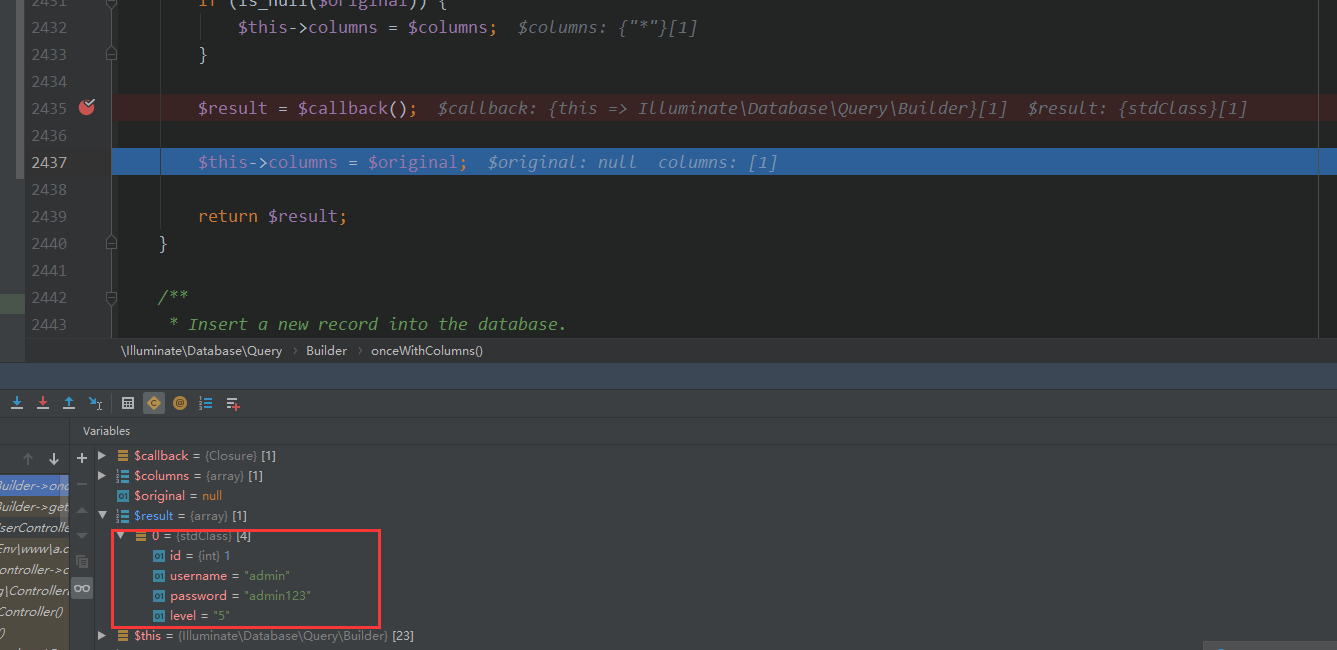 2431 if (is_null($original)) {
2432 $this->columns = $columns; $columns: {"*"}[1]
2433 }
2434
2435 $result = $callback(); $callback: {this => Illuminate\Database\Query\Builder}[1] $result: {stdClass}[1]
2436
2437 $this->columns = $original; $original: null columns: [1]
2438
2439 return $result;
2440 }
2441
2442 /**
2443 * Insert a new record into the database.
\Illuminate\Database\Query › Builder › onceWithColumns()
Variables
$callback = {Closure} [1]
$columns = {array} [1]
Builder->onc
$original = null
Builder->get
$result = {array} [1]
UserControlle
0 = {stdClass} [4]
Env\www\a.c
id = {int} 1
ontroller->c
username = "admin"
g\Controller
password = "admin123"
Controller()
level = "5"
()
$this = {Illuminate\Database\Query\Builder} [23]